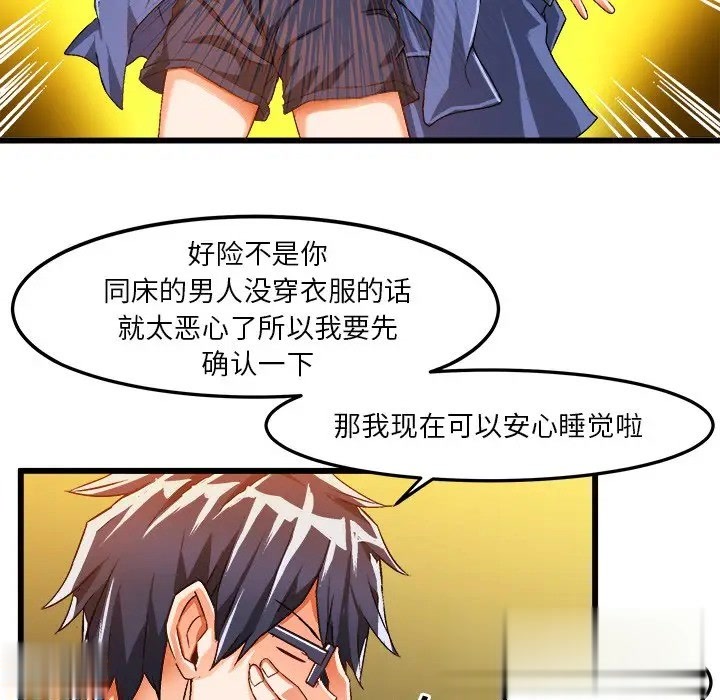 好险不是你
同床的男人没穿衣服的话
就太恶心了所以我要先
确认一下
那我现在可以安心睡觉啦